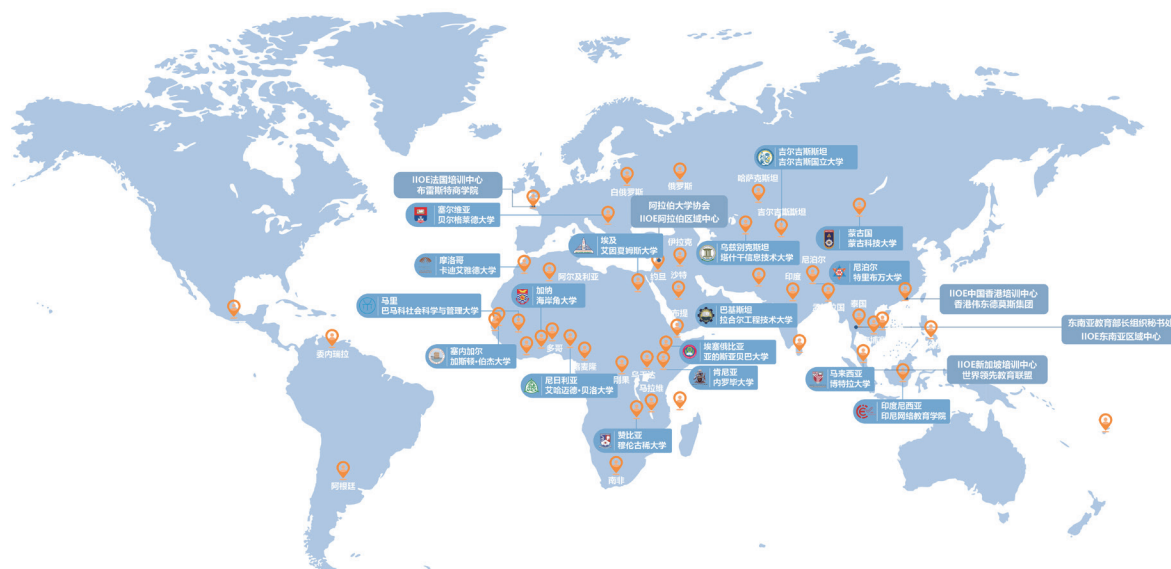 吉尔吉斯斯坦
吉尔吉斯国立大学
IIOE法国培训中心
布雷斯特商学院
白俄罗斯
俄罗斯
哈萨克斯坦
塞尔维亚
贝尔格莱德大学
阿拉伯大学协会
IIOE阿拉伯区域中心
吉尔吉斯斯坦
蒙古国
蒙古科技大学
埃及
艾因夏姆斯大学
伊拉克
乌兹别克斯坦
塔什干信息技术大学
尼泊尔
摩洛哥
卡迪艾雅德大学
阿尔及利亚
约旦
沙特
印度
尼泊尔
特里布万大学
加纳
海岸角大学
IIOE中国香港培训中心
香港伟东德莫斯集团
马里
巴马科社会科学与管理大学
巴基斯坦
拉合尔工程技术大学
泰国
东南亚教育部长组织秘书处
IIOE东南亚区域中心
委内瑞拉
塞内加尔
加斯顿·伯杰大学
多哥
埃塞俄比亚
亚的斯亚贝巴大学
IIOE新加坡培训中心
世界领先教育联盟
尼日利亚
艾哈迈德·贝洛大学
乌干达
肯尼亚
内罗毕大学
马来西亚
博特拉大学
马拉维
印度尼西亚
印尼网络教育学院
赞比亚
穆伦古稀大学
南非
阿根廷